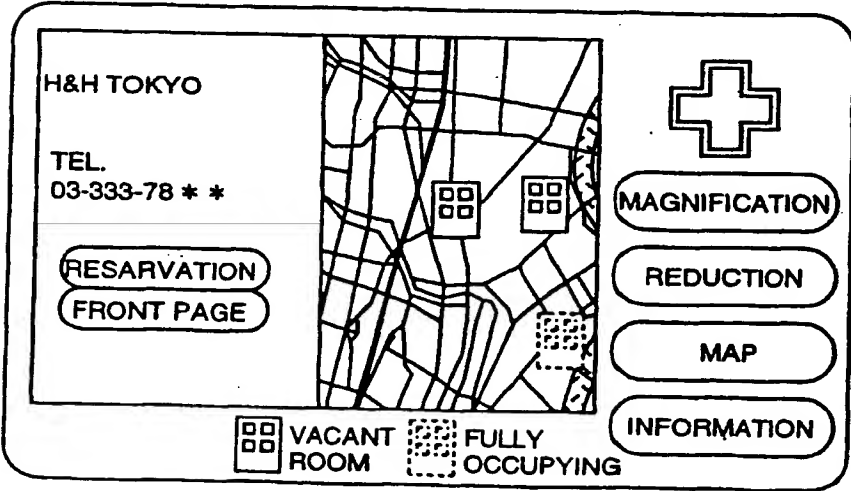 H&H TOKYO
TEL.
03-333-78 * *
RESARVATION
FRONT PAGE
MAGNIFICATION
REDUCTION
MAP
INFORMATION
VACANT
ROOM
FULLY
OCCUPYING